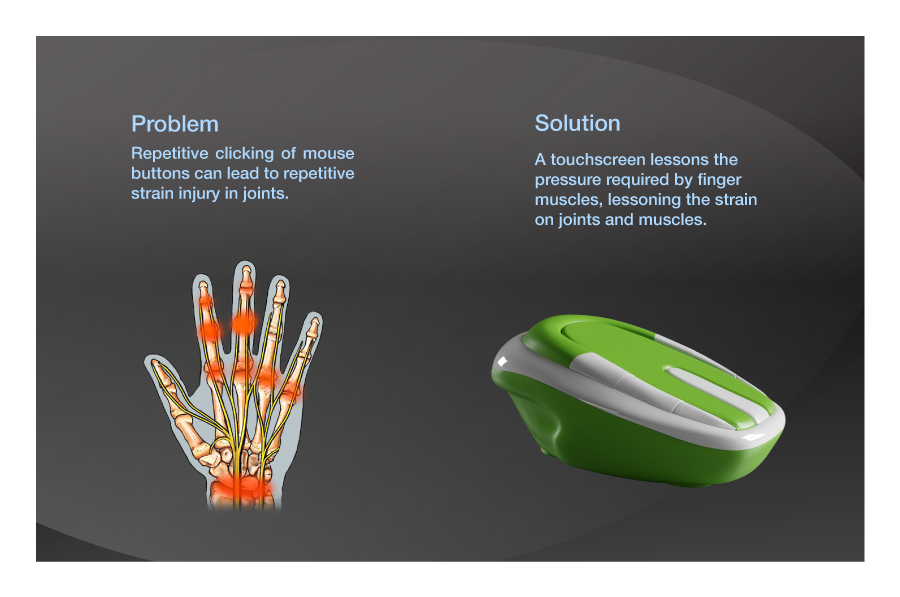 Problem
Repetitive clicking of mouse
buttons can lead to repetitive
strain injury in joints.
Solution
A touchscreen lessons the
pressure required by finger
muscles, lessoning the strain
on joints and muscles.